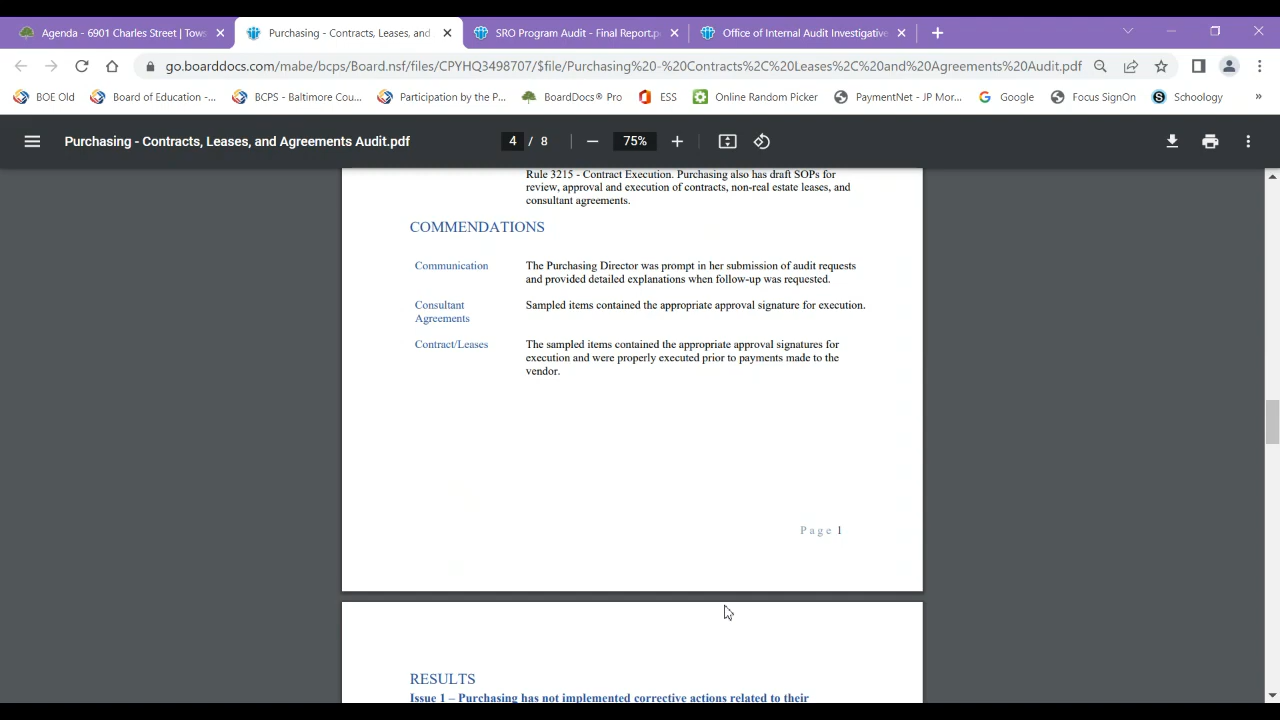 Agenda - 6901 Charles Street | Tows
Purchasing - Contracts, Leases, and
SRO Program Audit - Final Report.p
Office of Internal Audit Investigative
go.boarddocs.com/mabe/bcps/Board.nsf/files/CPYHQ3498707/$file/Purchasing%20-%20Contracts%2C%20Leases%2C%20and%20Agreements%20Audit.pdf
BOE Old
Board of Education -...
BCPS - Baltimore Cou...
Participation by the P...
BoardDocs® Pro
ESS
Online Random Picker
PaymentNet - JP Mor...
Google
Focus SignOn
Schoology
»
Purchasing - Contracts, Leases, and Agreements Audit.pdf
4 / 8
75%
Rule 3215 - Contract Execution. Purchasing also has draft SOPs for
review, approval and execution of contracts, non-real estate leases, and
consultant agreements.
COMMENDATIONS
Communication
The Purchasing Director was prompt in her submission of audit requests
and provided detailed explanations when follow-up was requested.
Consultant
Agreements
Sampled items contained the appropriate approval signature for execution.
Contract/Leases
The sampled items contained the appropriate approval signatures for
execution and were properly executed prior to payments made to the
vendor.
Page 1
RESULTS
Issue 1 – Purchasing has not implemented corrective actions related to their